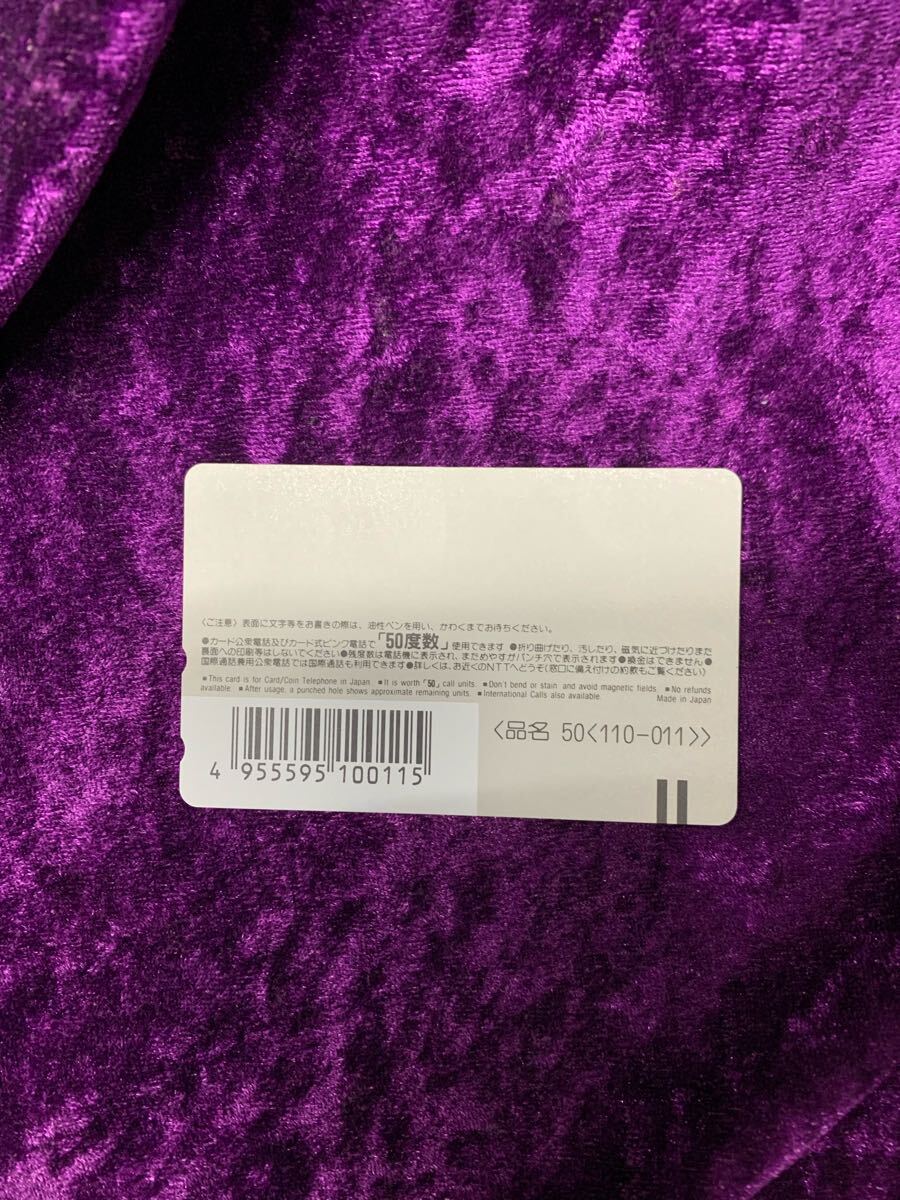 〈ご注意〉表面に文字等をお書きの際は、油性ペンを用い、かわくまでお待ちください。
●カード公衆電話及びカード式ピンク電話で「50度数」使用できます ●折り曲げたり、汚したり、磁気に近づけたりまた
裏面への印刷等はしないでください ●残度数は電話機に表示され、まためやすがパンチ穴で表示されます ●換金はできません ●
国際通話兼用公衆電話では国際通話も利用できます ●詳しくは、お近くのNTTへどうぞ(窓口に備え付けの約款もご覧ください)
■This card is for Card/Coin Telephone in Japan. ■It is worth「50」call units. ■Don't bend or stain and avoid magnetic fields. ■No refunds
available. ■After usage, a punched hole shows approximate remaining units. ■International Calls also available. Made in Japan
〈品名 50<110-011>〉
4 955595 100115